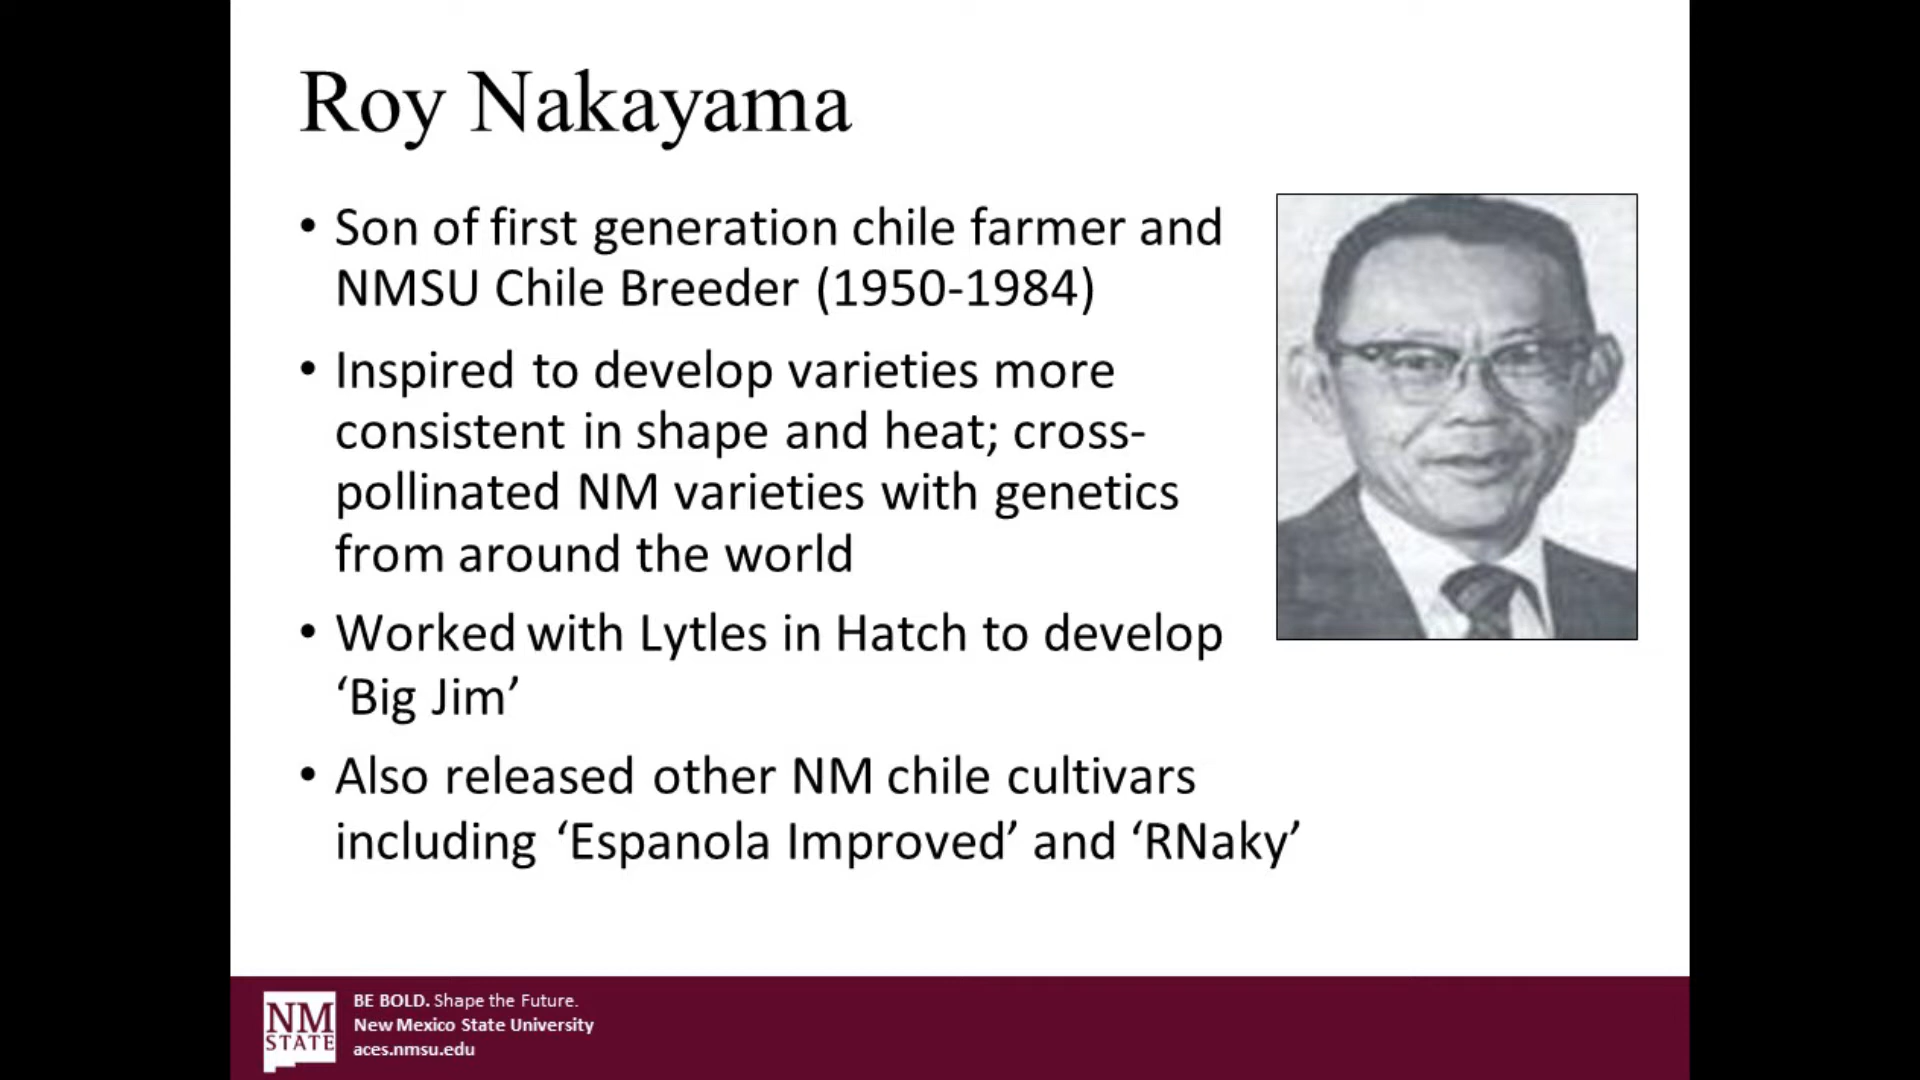 Roy Nakayama
• Son of first generation chile farmer and
NMSU Chile Breeder (1950-1984)
• Inspired to develop varieties more
consistent in shape and heat; cross-
pollinated NM varieties with genetics
from around the world
• Worked with Lytles in Hatch to develop
‘Big Jim’
• Also released other NM chile cultivars
including ‘Espanola Improved’ and ‘RNaky’
NM
STATE
BE BOLD. Shape the Future.
New Mexico State University
aces.nmsu.edu